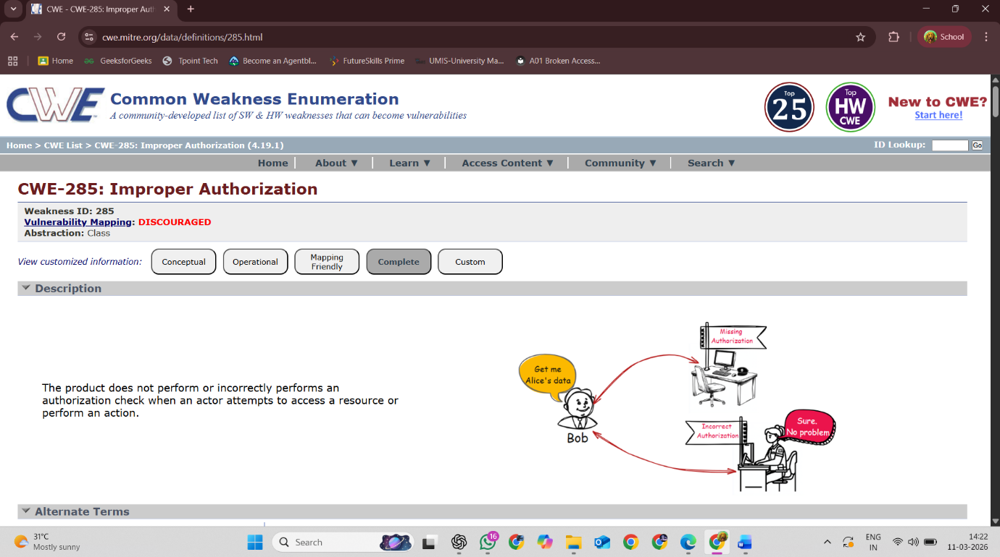 CWE - CWE-285: Improper Auth
cwe.mitre.org/data/definitions/285.html
School
Home
GeeksforGeeks
Tpoint Tech
Become an Agentbl...
FutureSkills Prime
UMIS-University Ma...
A01 Broken Access...
CWE
Common Weakness Enumeration
A community-developed list of SW & HW weaknesses that can become vulnerabilities
Top
25
Top
HW
CWE
New to CWE?
Start here!
Home > CWE List > CWE-285: Improper Authorization (4.19.1)
ID Lookup:
Go
Home
About ▼
Learn ▼
Access Content ▼
Community ▼
Search ▼
CWE-285: Improper Authorization
Weakness ID: 285
Vulnerability Mapping: DISCOURAGED
Abstraction: Class
View customized information:
Conceptual
Operational
Mapping
Friendly
Complete
Custom
Description
The product does not perform or incorrectly performs an
authorization check when an actor attempts to access a resource or
perform an action.
Missing
Authorization
Get me
Alice's data
Bob
Incorrect
Authorization
Sure.
No problem
Alternate Terms
31°C
Mostly sunny
Search
16
ENG
IN
14:22
11-03-2026